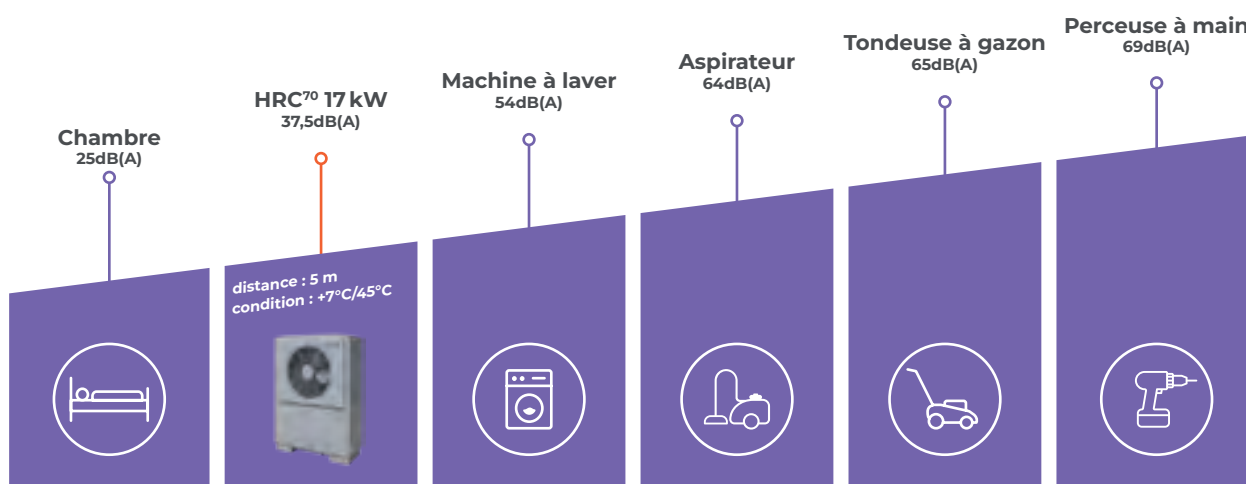 Chambre
25dB(A)
HRC⁷⁰ 17 kW
37,5dB(A)
Machine à laver
54dB(A)
Aspirateur
64dB(A)
Tondeuse à gazon
65dB(A)
Perceuse à main
69dB(A)
distance : 5 m
condition : +7°C/45°C